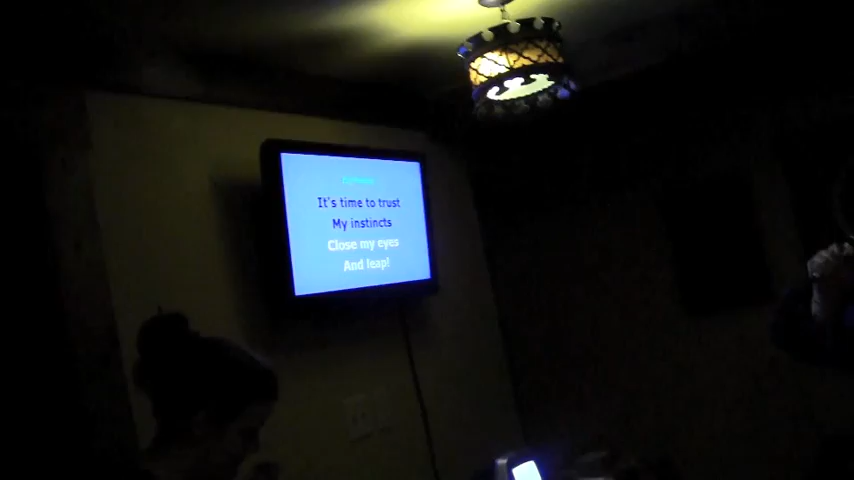 It's time to trust
My instincts
Close my eyes
And leap!